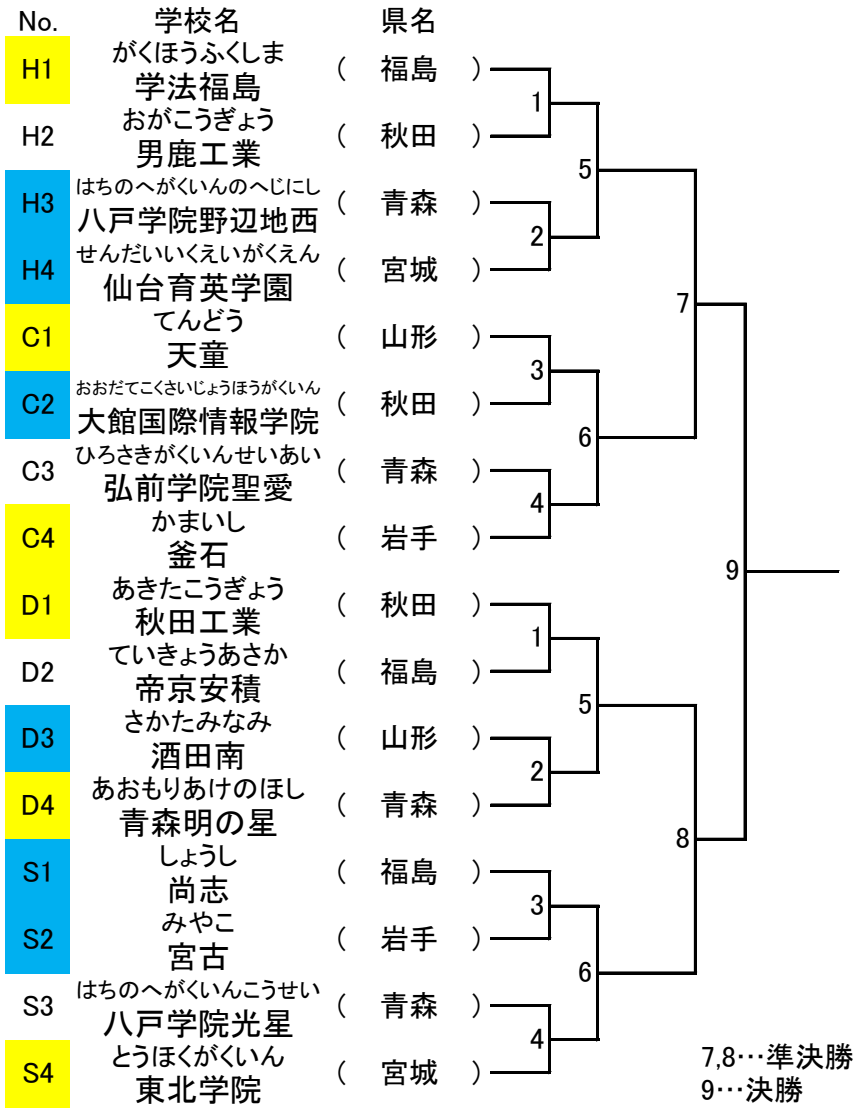 No. 学校名 県名
がくほうふくしま
H1 学法福島 ( 福島 )
1
おがこうぎょう
H2 男鹿工業 ( 秋田 )
5
はちのへがくいんのへじにし
H3 八戸学院野辺地西 ( 青森 )
2
せんだいいくえいがくえん
H4 仙台育英学園 ( 宮城 )
7
てんどう
C1 天童 ( 山形 )
3
おおだてこくさいじょうほうがくいん
C2 大館国際情報学院 ( 秋田 )
6
ひろさきがくいんせいあい
C3 弘前学院聖愛 ( 青森 )
4
かまいし
C4 釜石 ( 岩手 )
9
あきたこうぎょう
D1 秋田工業 ( 秋田 )
1
ていきょうあさか
D2 帝京安積 ( 福島 )
5
さかたみなみ
D3 酒田南 ( 山形 )
2
あおもりあけのほし
D4 青森明の星 ( 青森 )
8
しょうし
S1 尚志 ( 福島 )
3
みやこ
S2 宮古 ( 岩手 )
6
はちのへがくいんこうせい
S3 八戸学院光星 ( 青森 )
4
とうほくがくいん
S4 東北学院 ( 宮城 )
7,8…準決勝
9…決勝